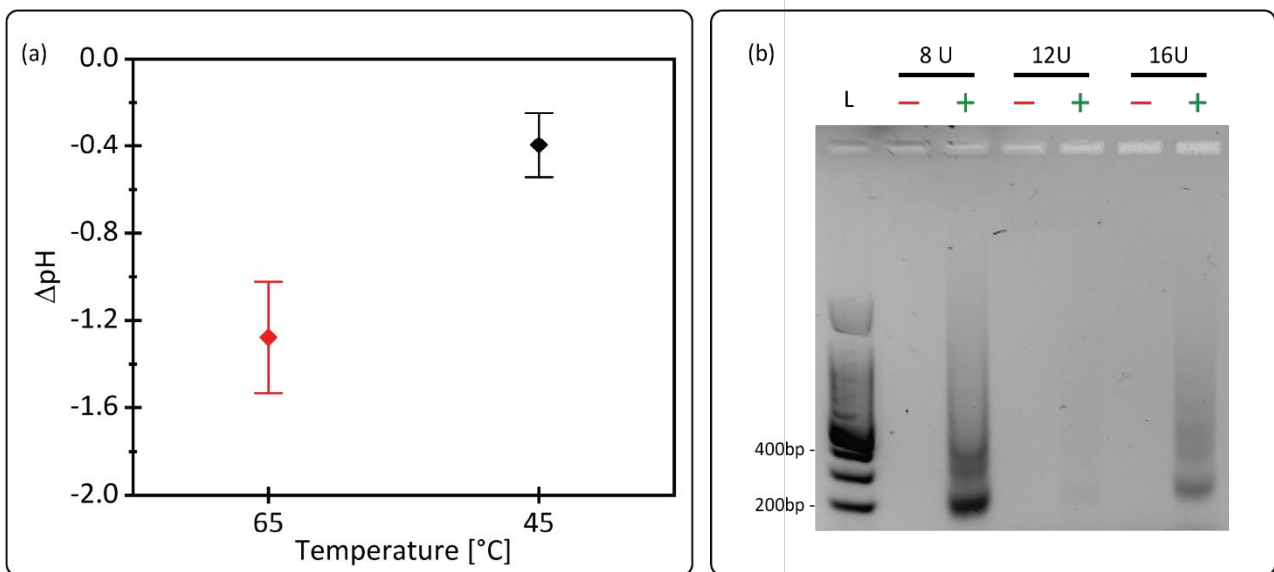 (a)
0.0
-0.4
-0.8
-1.2
-1.6
-2.0
ΔpH
65 45
Temperature [°C]
(b)
8 U 12U 16U
L − + − + − +
400bp -
200bp -